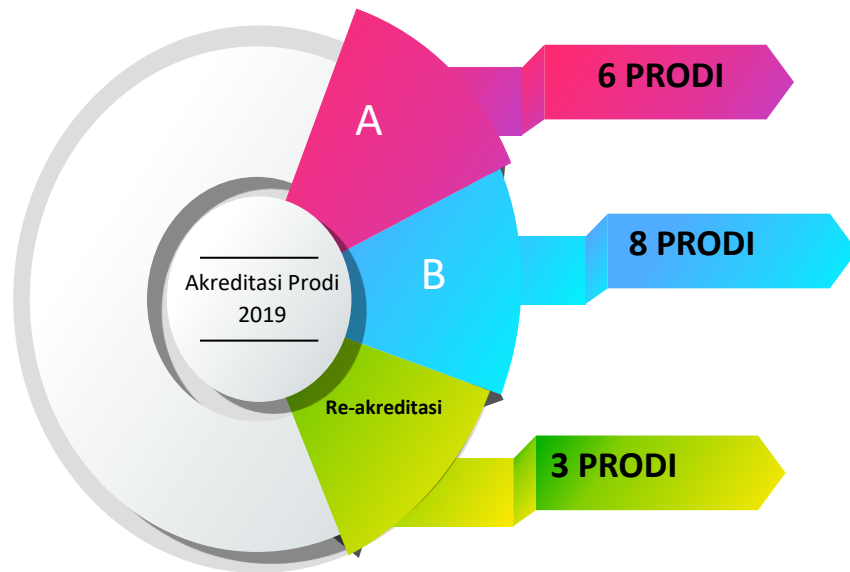 A
6 PRODI
B
8 PRODI
Akreditasi Prodi
2019
Re-akreditasi
3 PRODI